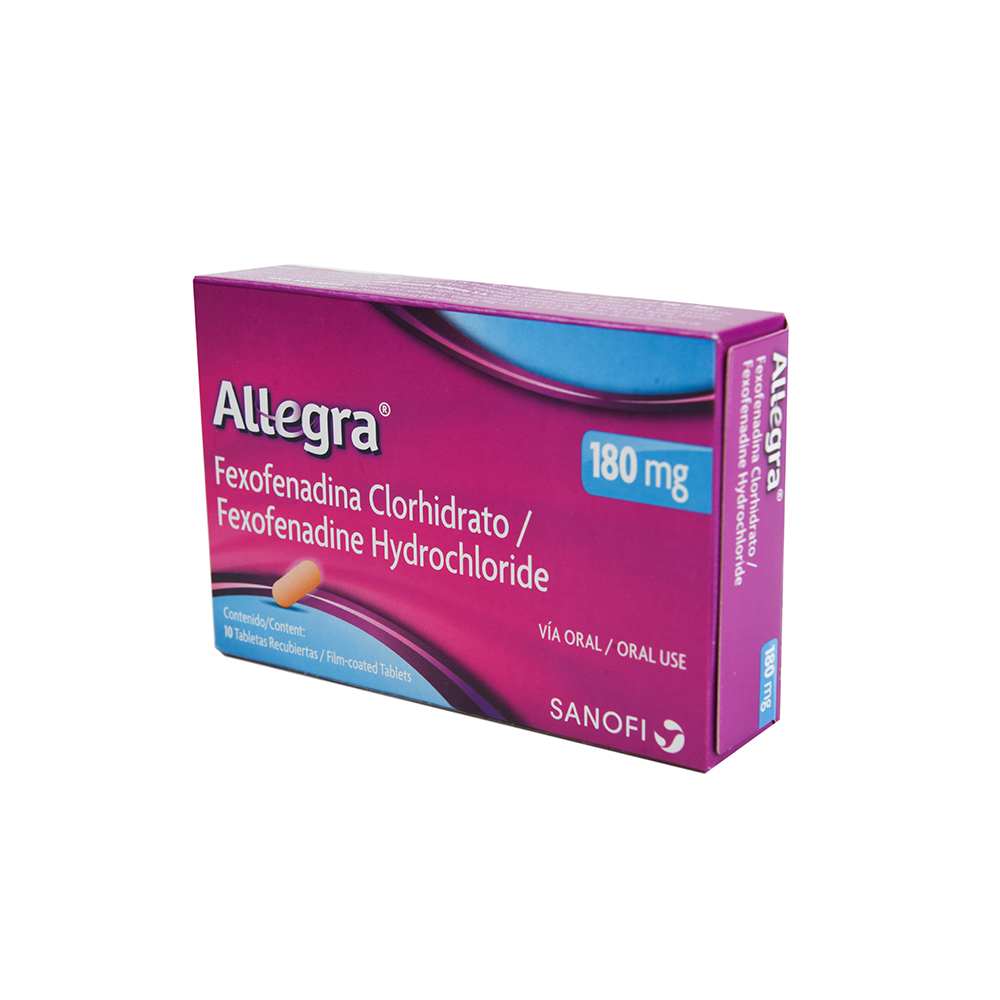 Allegra®
Fexofenadina Clorhidrato /
Fexofenadine Hydrochloride
180 mg
Contenido/Content:
10 Tabletas Recubiertas / Film-coated Tablets
VÍA ORAL / ORAL USE
SANOFI
Allegra®
Fexofenadina Clorhidrato /
Fexofenadine Hydrochloride
180 mg